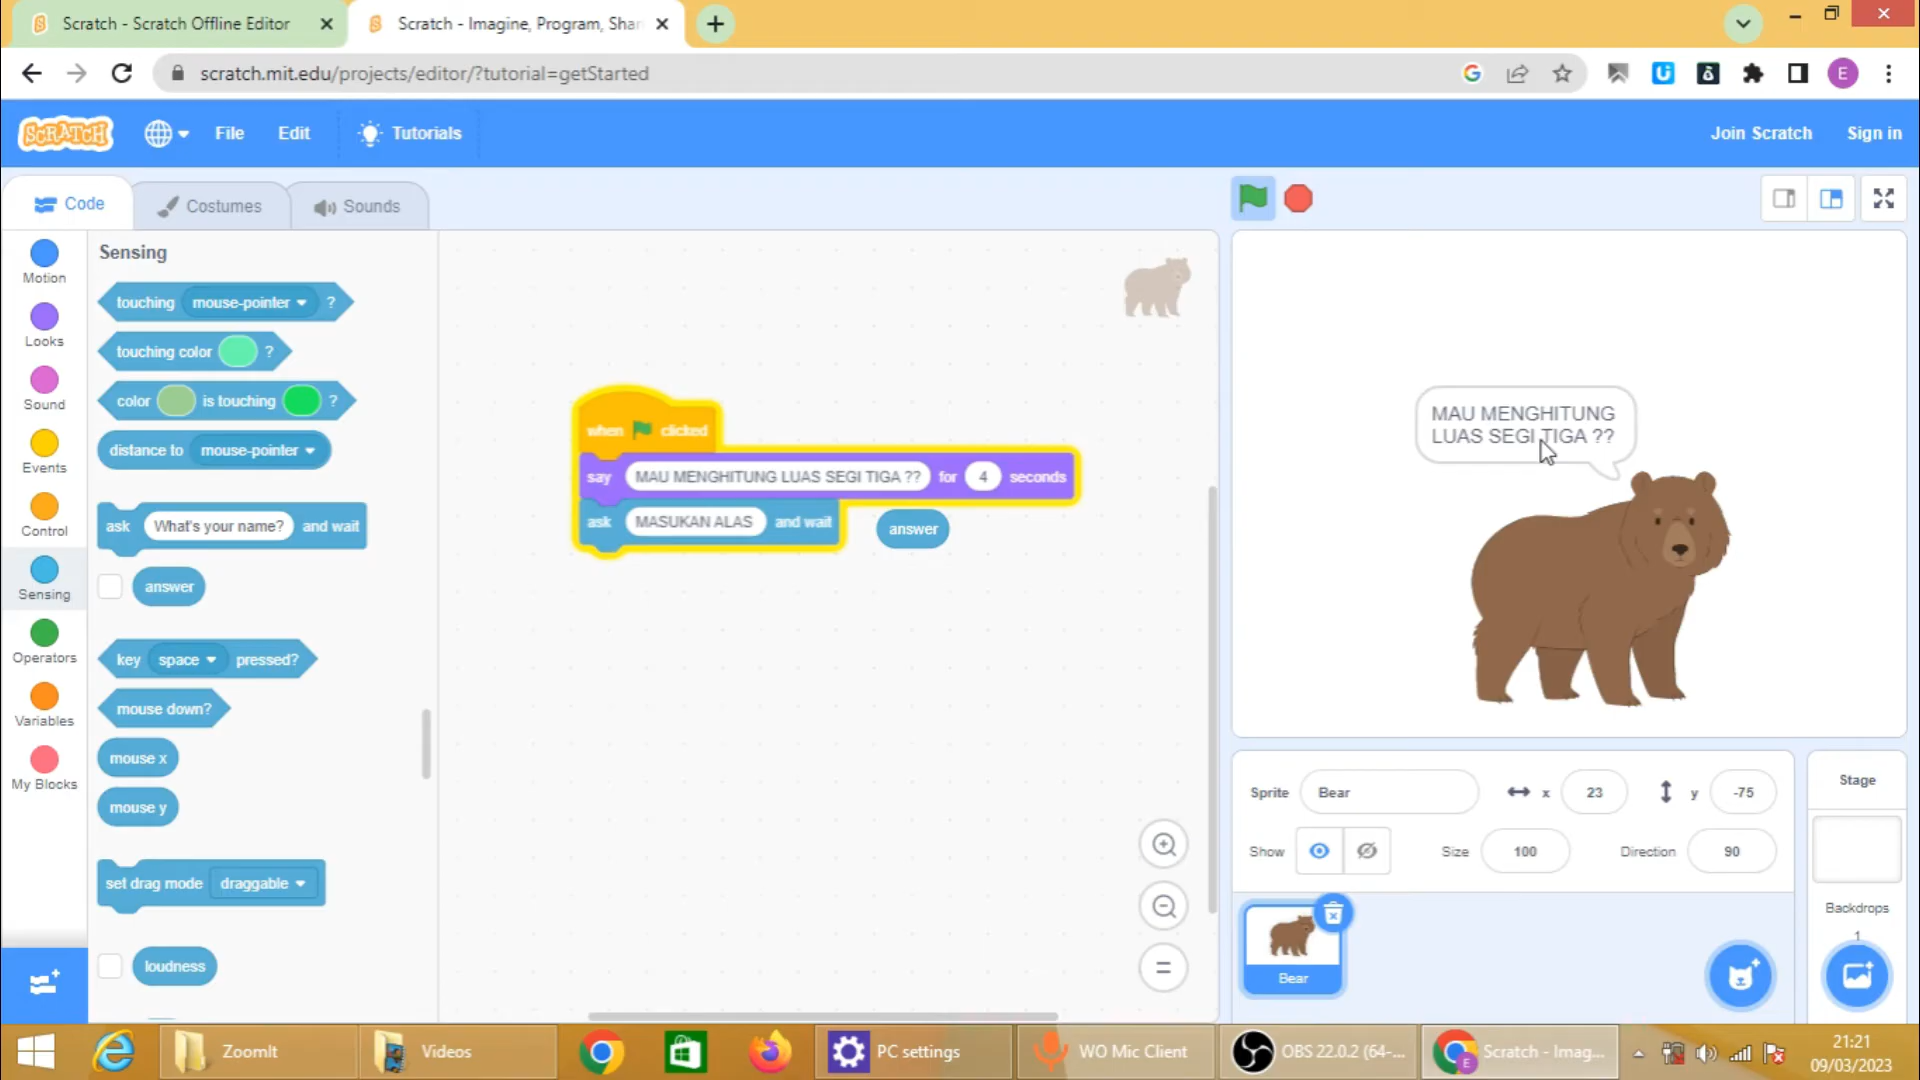 Scratch - Scratch Offline Editor
Scratch - Imagine, Program, Shar
scratch.mit.edu/projects/editor/?tutorial=getStarted
E
SCRATCH
File
Edit
Tutorials
Join Scratch
Sign in
Code
Costumes
Sounds
Motion
Looks
Sound
Events
Control
Sensing
Operators
Variables
My Blocks
Sensing
touching mouse-pointer ?
touching color ?
color is touching ?
distance to mouse-pointer
ask What's your name? and wait
answer
key space pressed?
mouse down?
mouse x
mouse y
set drag mode draggable
loudness
when clicked
say MAU MENGHITUNG LUAS SEGI TIGA ?? for 4 seconds
ask MASUKAN ALAS and wait
answer
MAU MENGHITUNG
LUAS SEGI TIGA ??
Sprite Bear x 23 y -75
Show Size 100 Direction 90
Bear
Stage
Backdrops
1
ZoomIt
Videos
PC settings
WO Mic Client
OBS 22.0.2 (64-...
E
Scratch - Imag...
21:21
09/03/2023